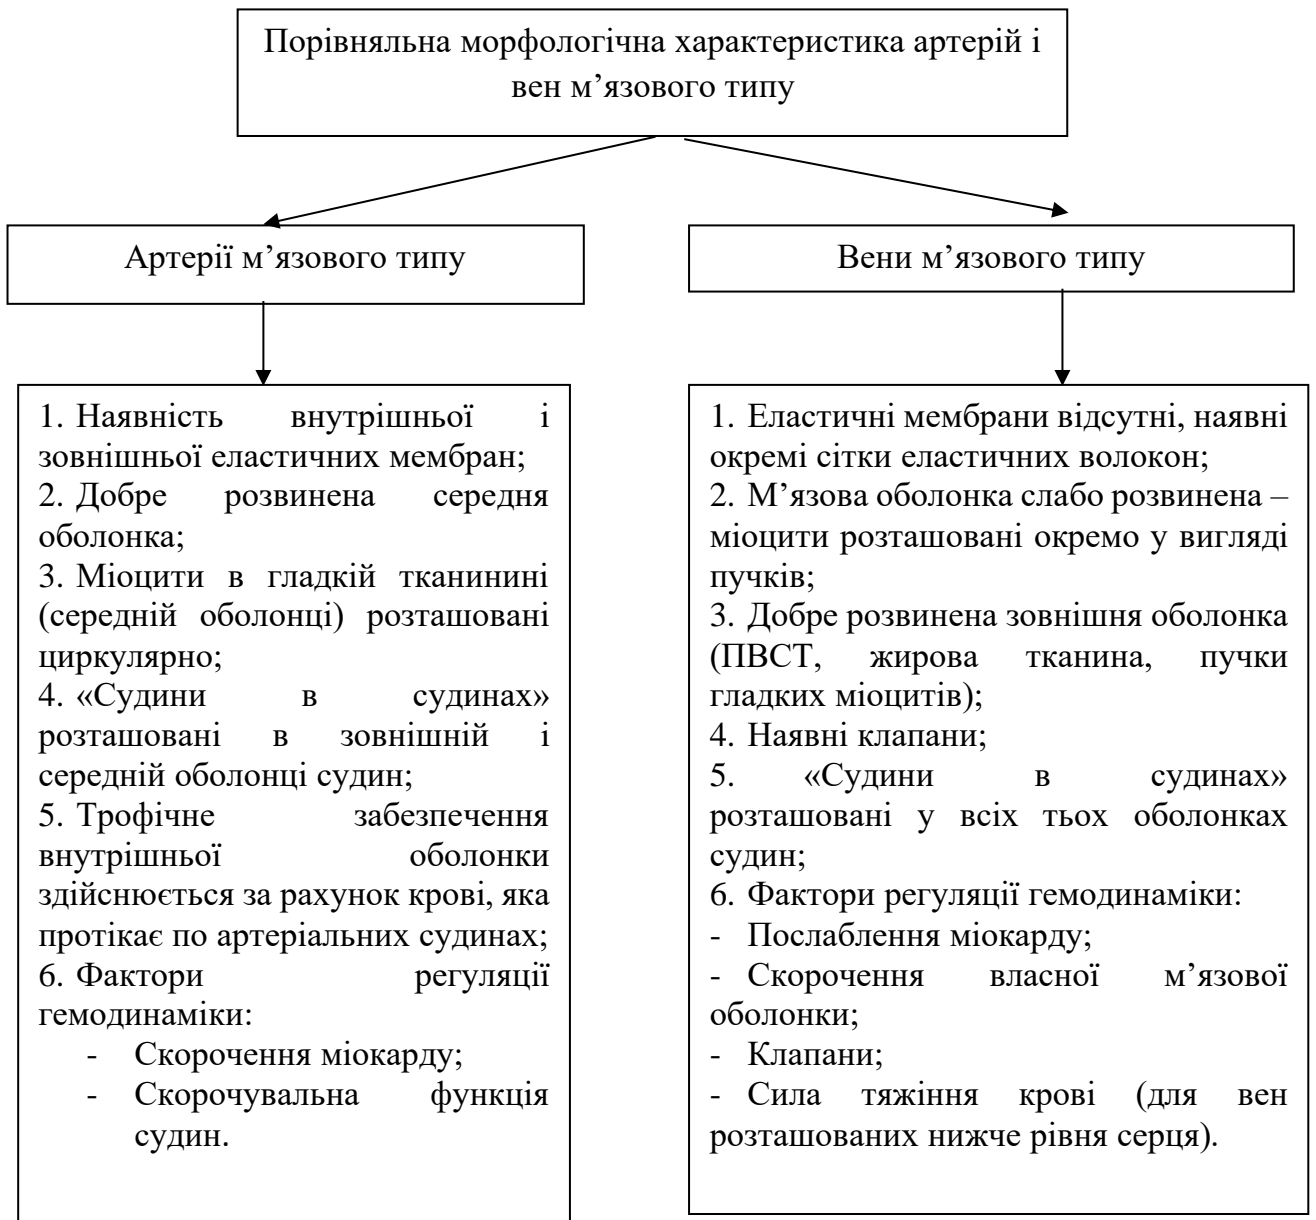 Порівняльна морфологічна характеристика артерій і
вен м’язового типу
Артерії м’язового типу
Вени м’язового типу
1. Наявність внутрішньої і
зовнішньої еластичних мембран;
2. Добре розвинена середня
оболонка;
3. Міоцити в гладкій тканинині
(середній оболонці) розташовані
циркулярно;
4. «Судини в судинах»
розташовані в зовнішній і
середній оболонці судин;
5. Трофічне забезпечення
внутрішньої оболонки
здійснюється за рахунок крові, яка
протікає по артеріальних судинах;
6. Фактори регуляції
гемодинаміки:
- Скорочення міокарду;
- Скорочувальна функція
судин.
1. Еластичні мембрани відсутні, наявні
окремі сітки еластичних волокон;
2. М’язова оболонка слабо розвинена –
міоцити розташовані окремо у вигляді
пучків;
3. Добре розвинена зовнішня оболонка
(ПВСТ, жирова тканина, пучки
гладких міоцитів);
4. Наявні клапани;
5. «Судини в судинах»
розташовані у всіх тьох оболонках
судин;
6. Фактори регуляції гемодинаміки:
- Послаблення міокарду;
- Скорочення власної м’язової
оболонки;
- Клапани;
- Сила тяжіння крові (для вен
розташованих нижче рівня серця).